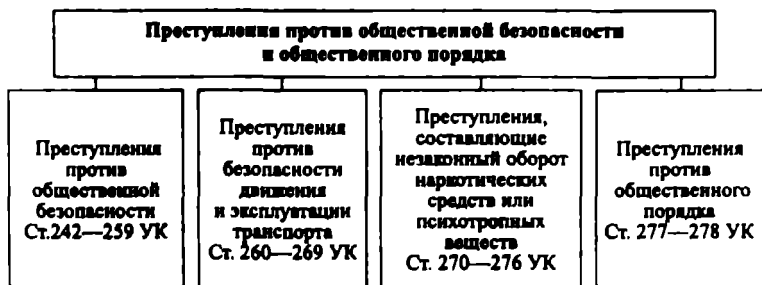 Преступления против общественной безопасности
и общественного порядка
Преступления
против
общественной
безопасности
Ст.242—259 УК
Преступления
против
безопасности
движения
и эксплуатации
транспорта
Ст. 260—269 УК
Преступления,
составляющие
незаконный оборот
наркотических
средств или
психотропных
веществ
Ст. 270—276 УК
Преступления
против
общественного
порядка
Ст. 277—278 УК